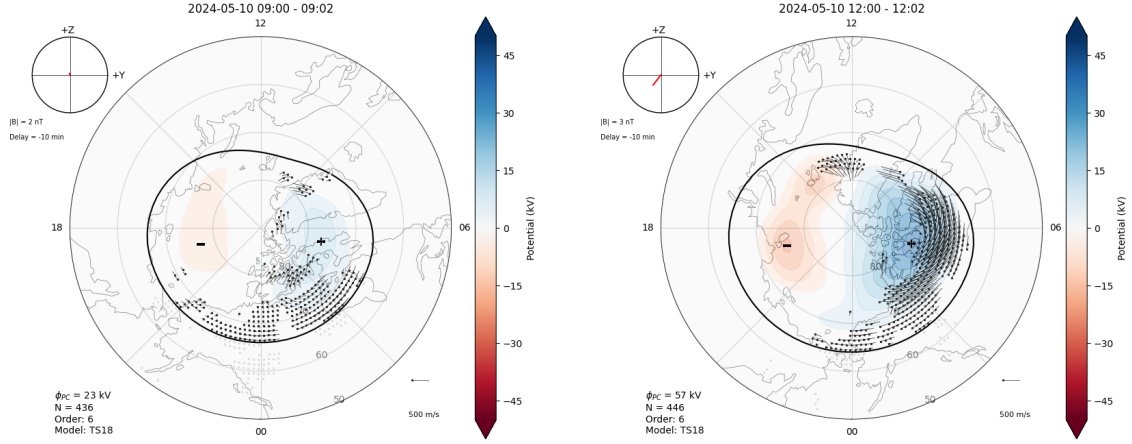 2024-05-10 09:00 - 09:02
12
+Z
+Y
|B| = 2 nT
Delay = -10 min
18
06
80
70
60
50
ϕPC = 23 kV
N = 436
Order: 6
Model: TS18
00
500 m/s
45
30
15
0
−15
−30
−45
Potential (kV)
2024-05-10 12:00 - 12:02
12
+Z
+Y
|B| = 3 nT
Delay = -10 min
18
06
80
60
50
ϕPC = 57 kV
N = 446
Order: 6
Model: TS18
00
500 m/s
45
30
15
0
−15
−30
−45
Potential (kV)